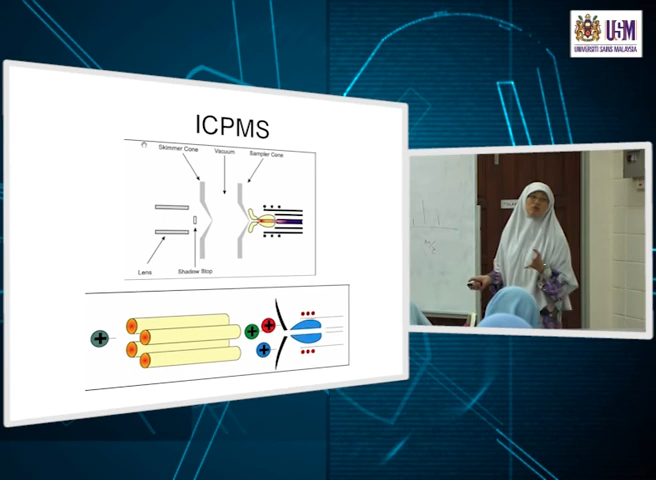 USM
UNIVERSITI SAINS MALAYSIA
ICPMS
Skimmer Cone
Vacuum
Sampler Cone
Lens
Shadow Stop